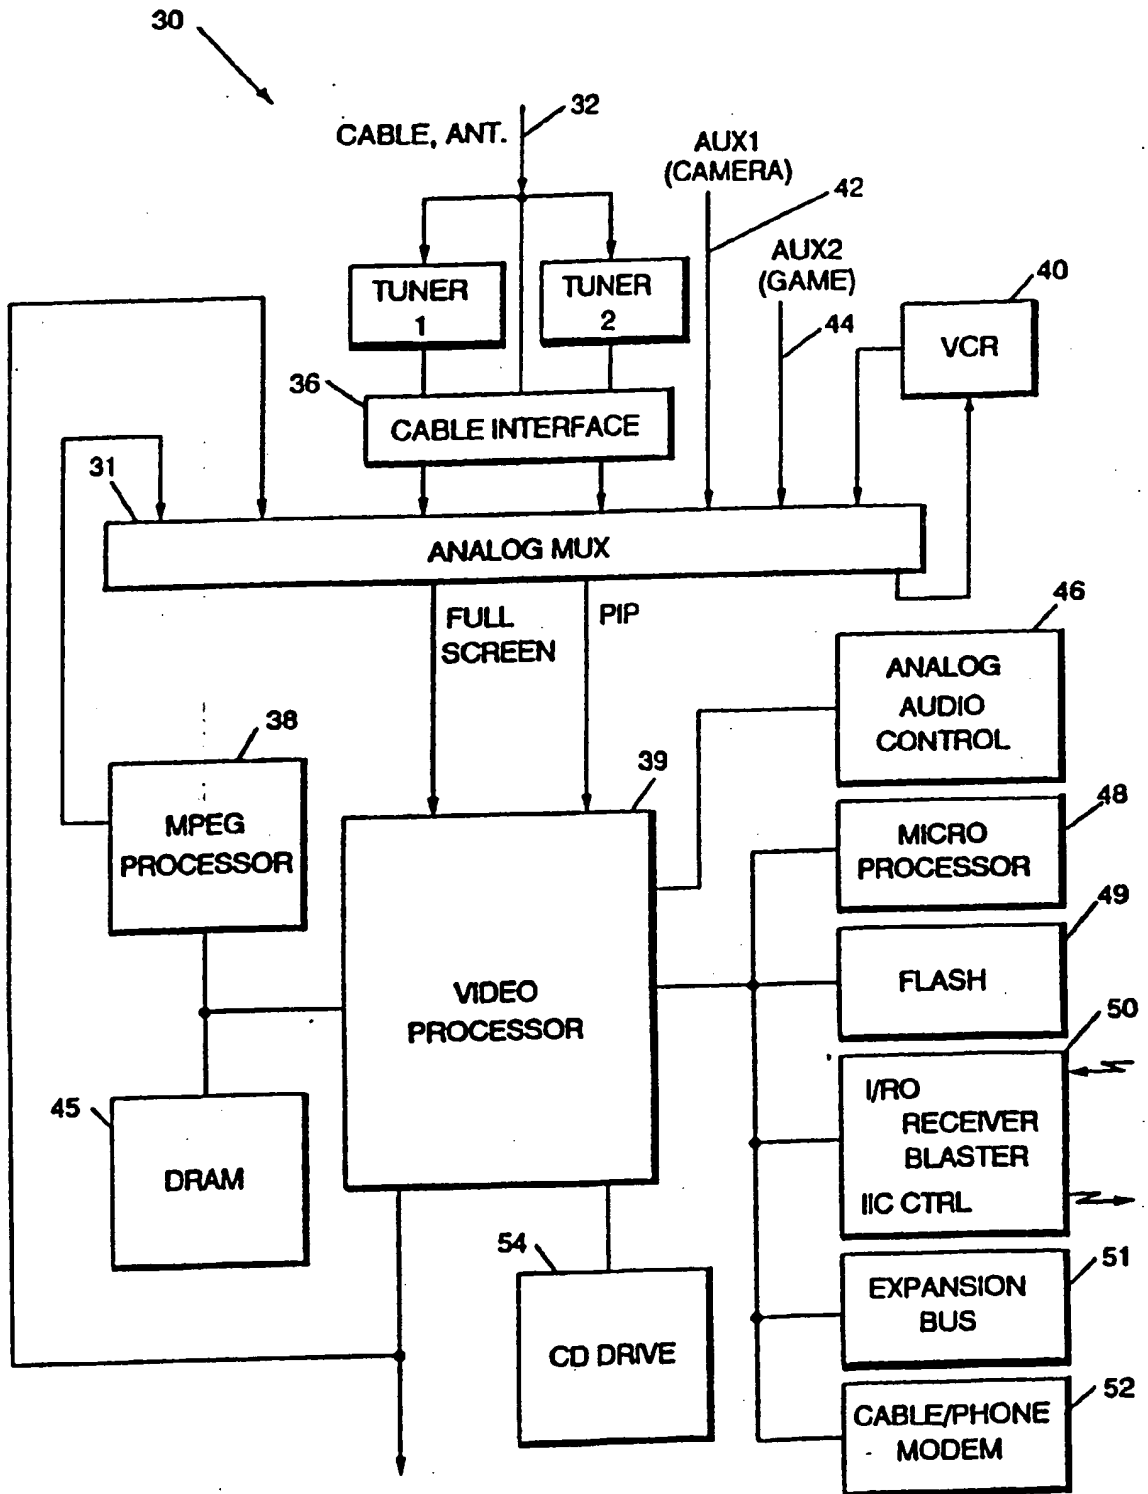 30
32
CABLE, ANT.
AUX1
(CAMERA)
42
AUX2
(GAME)
40
TUNER
1
TUNER
2
44
VCR
36
CABLE INTERFACE
31
ANALOG MUX
FULL
SCREEN
PIP
46
ANALOG
AUDIO
CONTROL
38
39
48
MPEG
PROCESSOR
MICRO
PROCESSOR
49
FLASH
VIDEO
PROCESSOR
50
45
I/RO
RECEIVER
BLASTER
IIC CTRL
DRAM
54
51
EXPANSION
BUS
CD DRIVE
52
CABLE/PHONE
MODEM